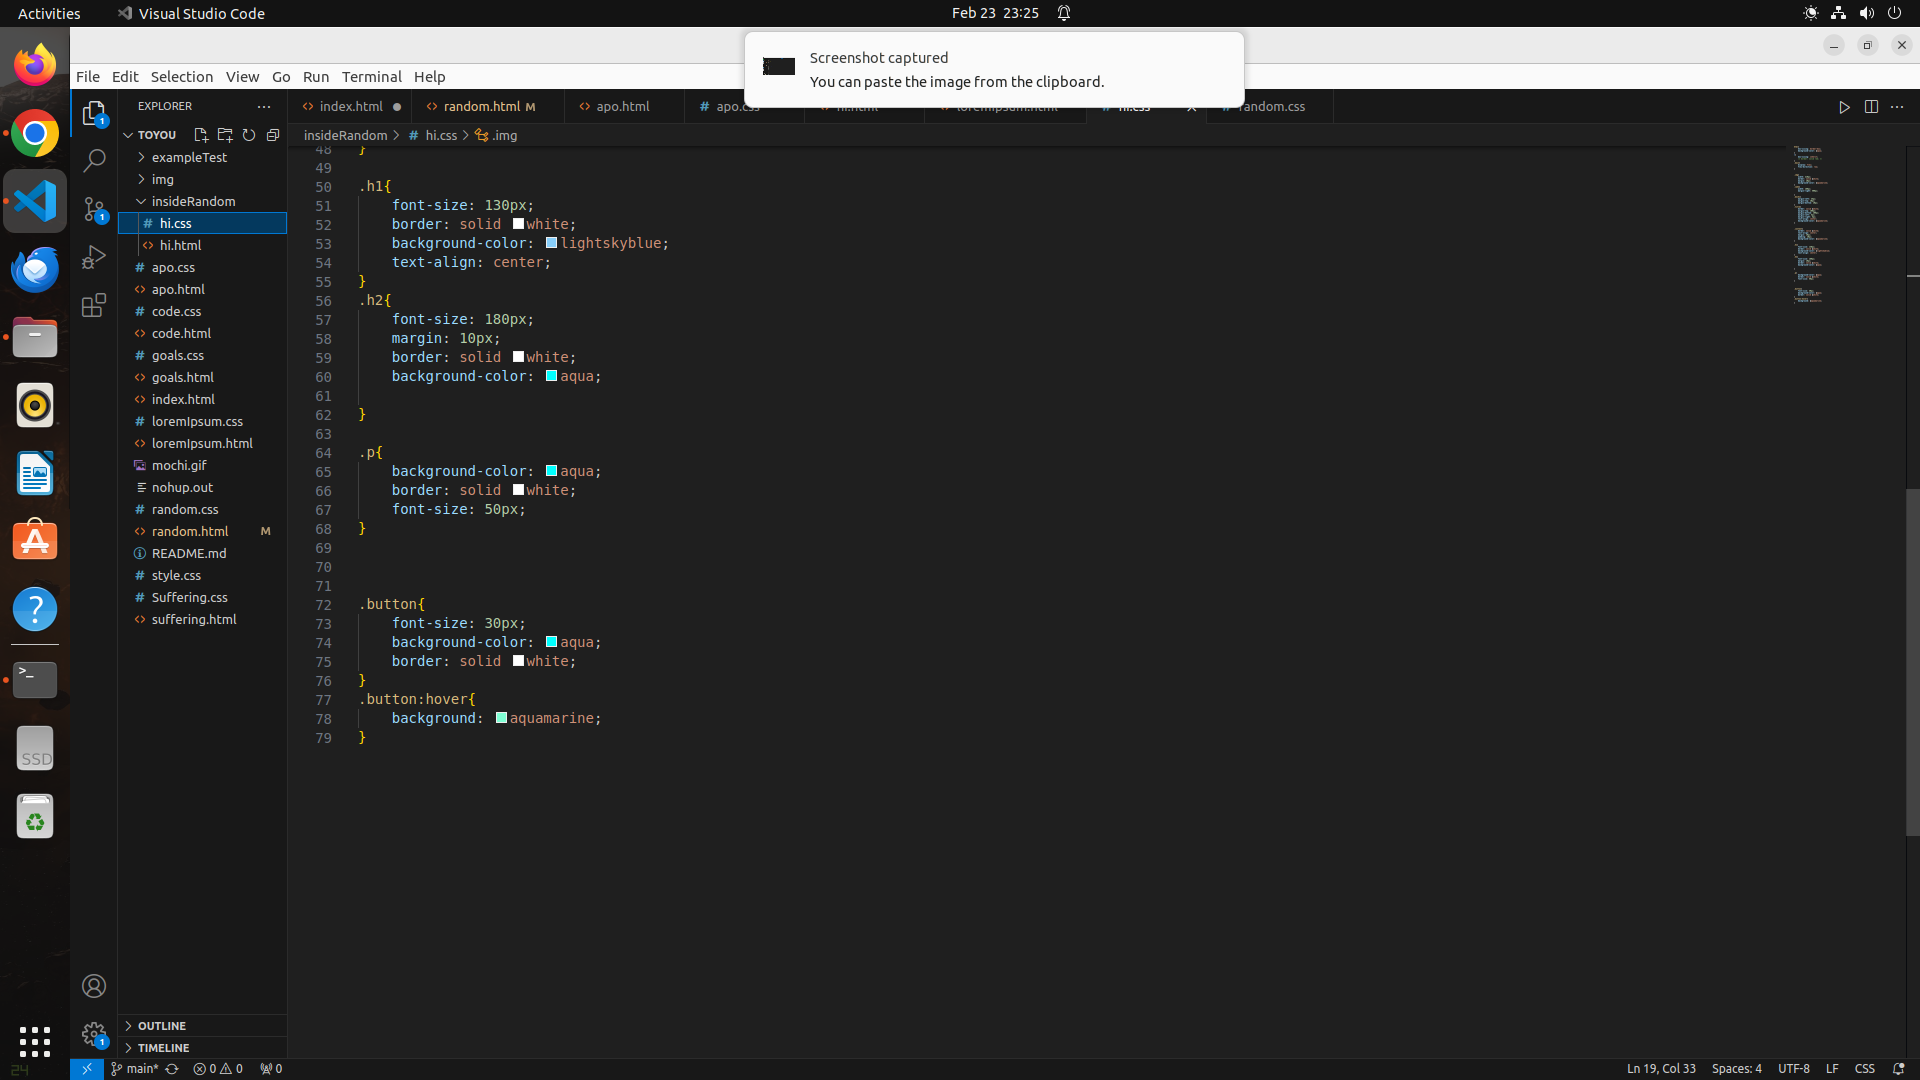 Activities
Visual Studio Code
Feb 23 23:25
Screenshot captured
You can paste the image from the clipboard.
File Edit Selection View Go Run Terminal Help
EXPLORER
index.html
random.html M
apo.html
random.css
TOYOU
insideRandom > # hi.css > .img
exampleTest
img
insideRandom
hi.css
hi.html
apo.css
apo.html
code.css
code.html
goals.css
goals.html
index.html
loremIpsum.css
loremIpsum.html
mochi.gif
nohup.out
random.css
random.html M
README.md
style.css
Suffering.css
suffering.html
OUTLINE
TIMELINE
48 }
49
50 .h1{
51 font-size: 130px;
52 border: solid white;
53 background-color: lightskyblue;
54 text-align: center;
55 }
56 .h2{
57 font-size: 180px;
58 margin: 10px;
59 border: solid white;
60 background-color: aqua;
61
62 }
63
64 .p{
65 background-color: aqua;
66 border: solid white;
67 font-size: 50px;
68 }
69
70
71
72 .button{
73 font-size: 30px;
74 background-color: aqua;
75 border: solid white;
76 }
77 .button:hover{
78 background: aquamarine;
79 }
SSD
24
main* 0 0 0
Ln 19, Col 33 Spaces: 4 UTF-8 LF CSS